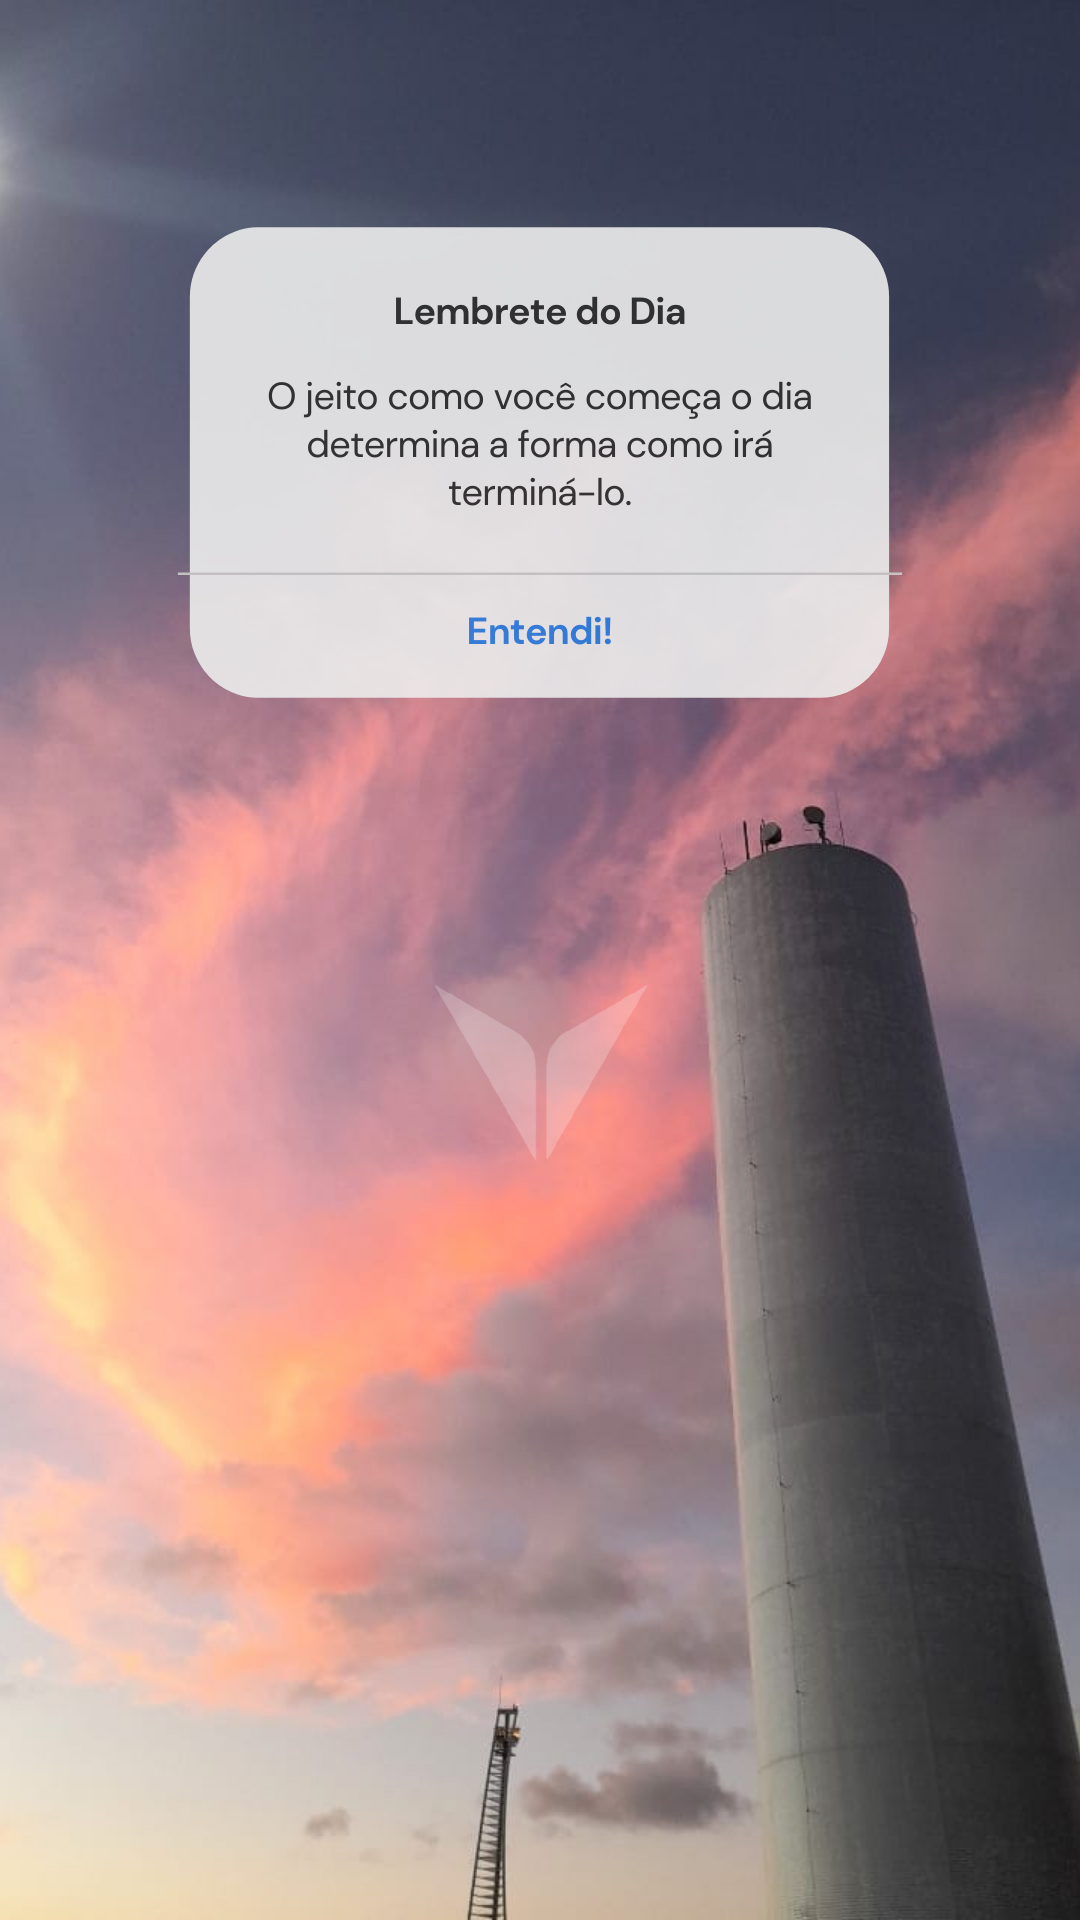 Lembrete do Dia
O jeito como você começa o dia
determina a forma como irá
terminá-lo.
Entendi!